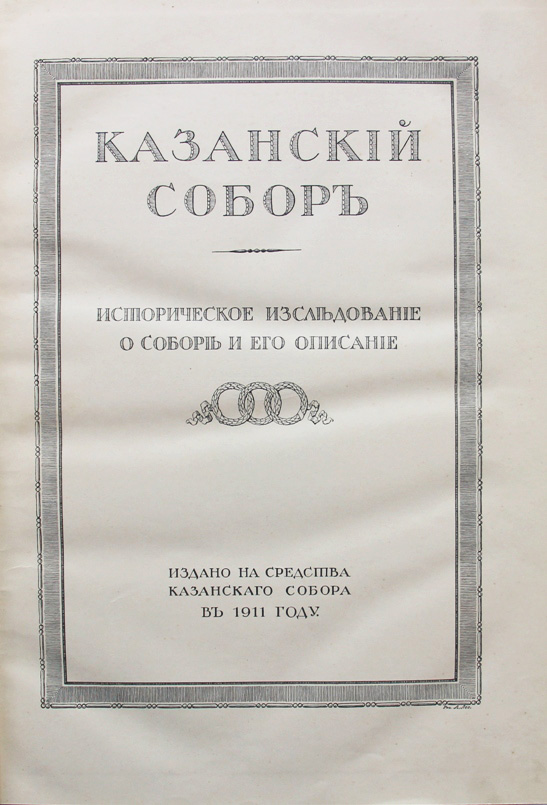 КАЗАНСКІЙ
СОБОРЪ
ИСТОРИЧЕСКОЕ ИЗСЛѢДОВАНІЕ
О СОБОРѢ И ЕГО ОПИСАНІЕ
ИЗДАНО НА СРЕДСТВА
КАЗАНСКАГО СОБОРА
ВЪ 1911 ГОДУ.